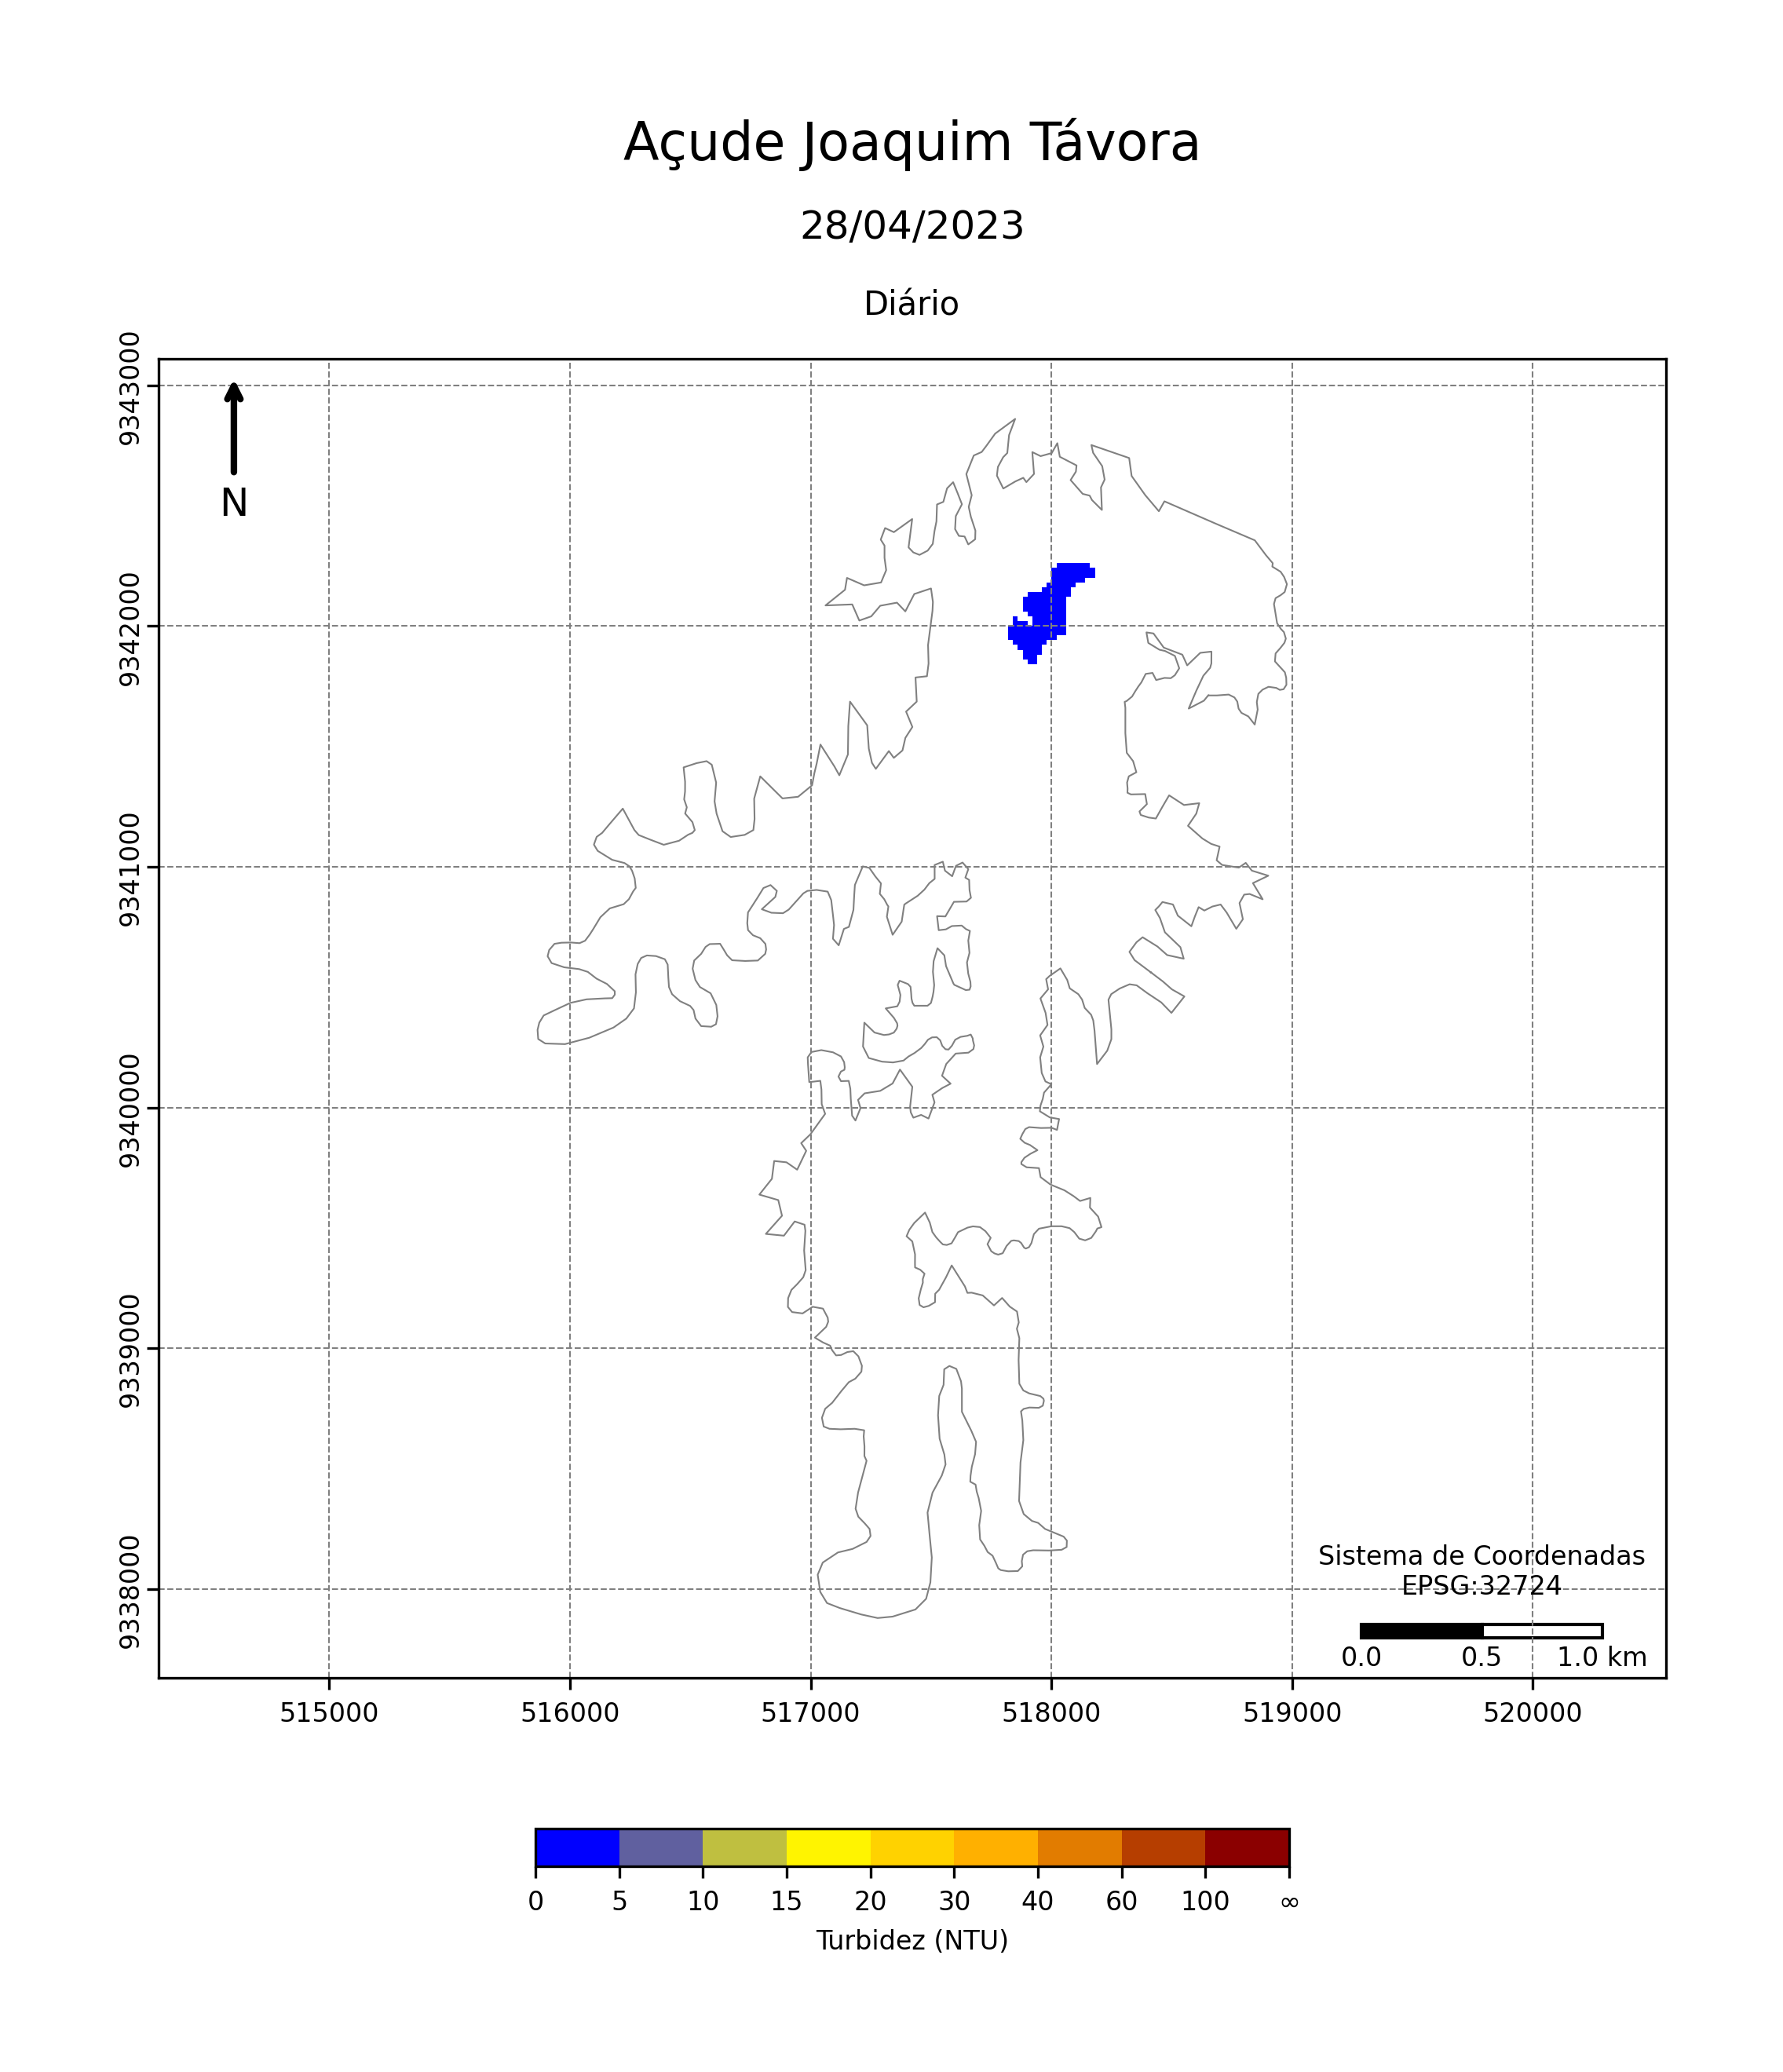 Açude Joaquim Távora
28/04/2023
Diário
9343000
9342000
9341000
9340000
9339000
9338000
N
Sistema de Coordenadas
EPSG:32724
0.0 0.5 1.0 km
515000 516000 517000 518000 519000 520000
0 5 10 15 20 30 40 60 100 ∞
Turbidez (NTU)